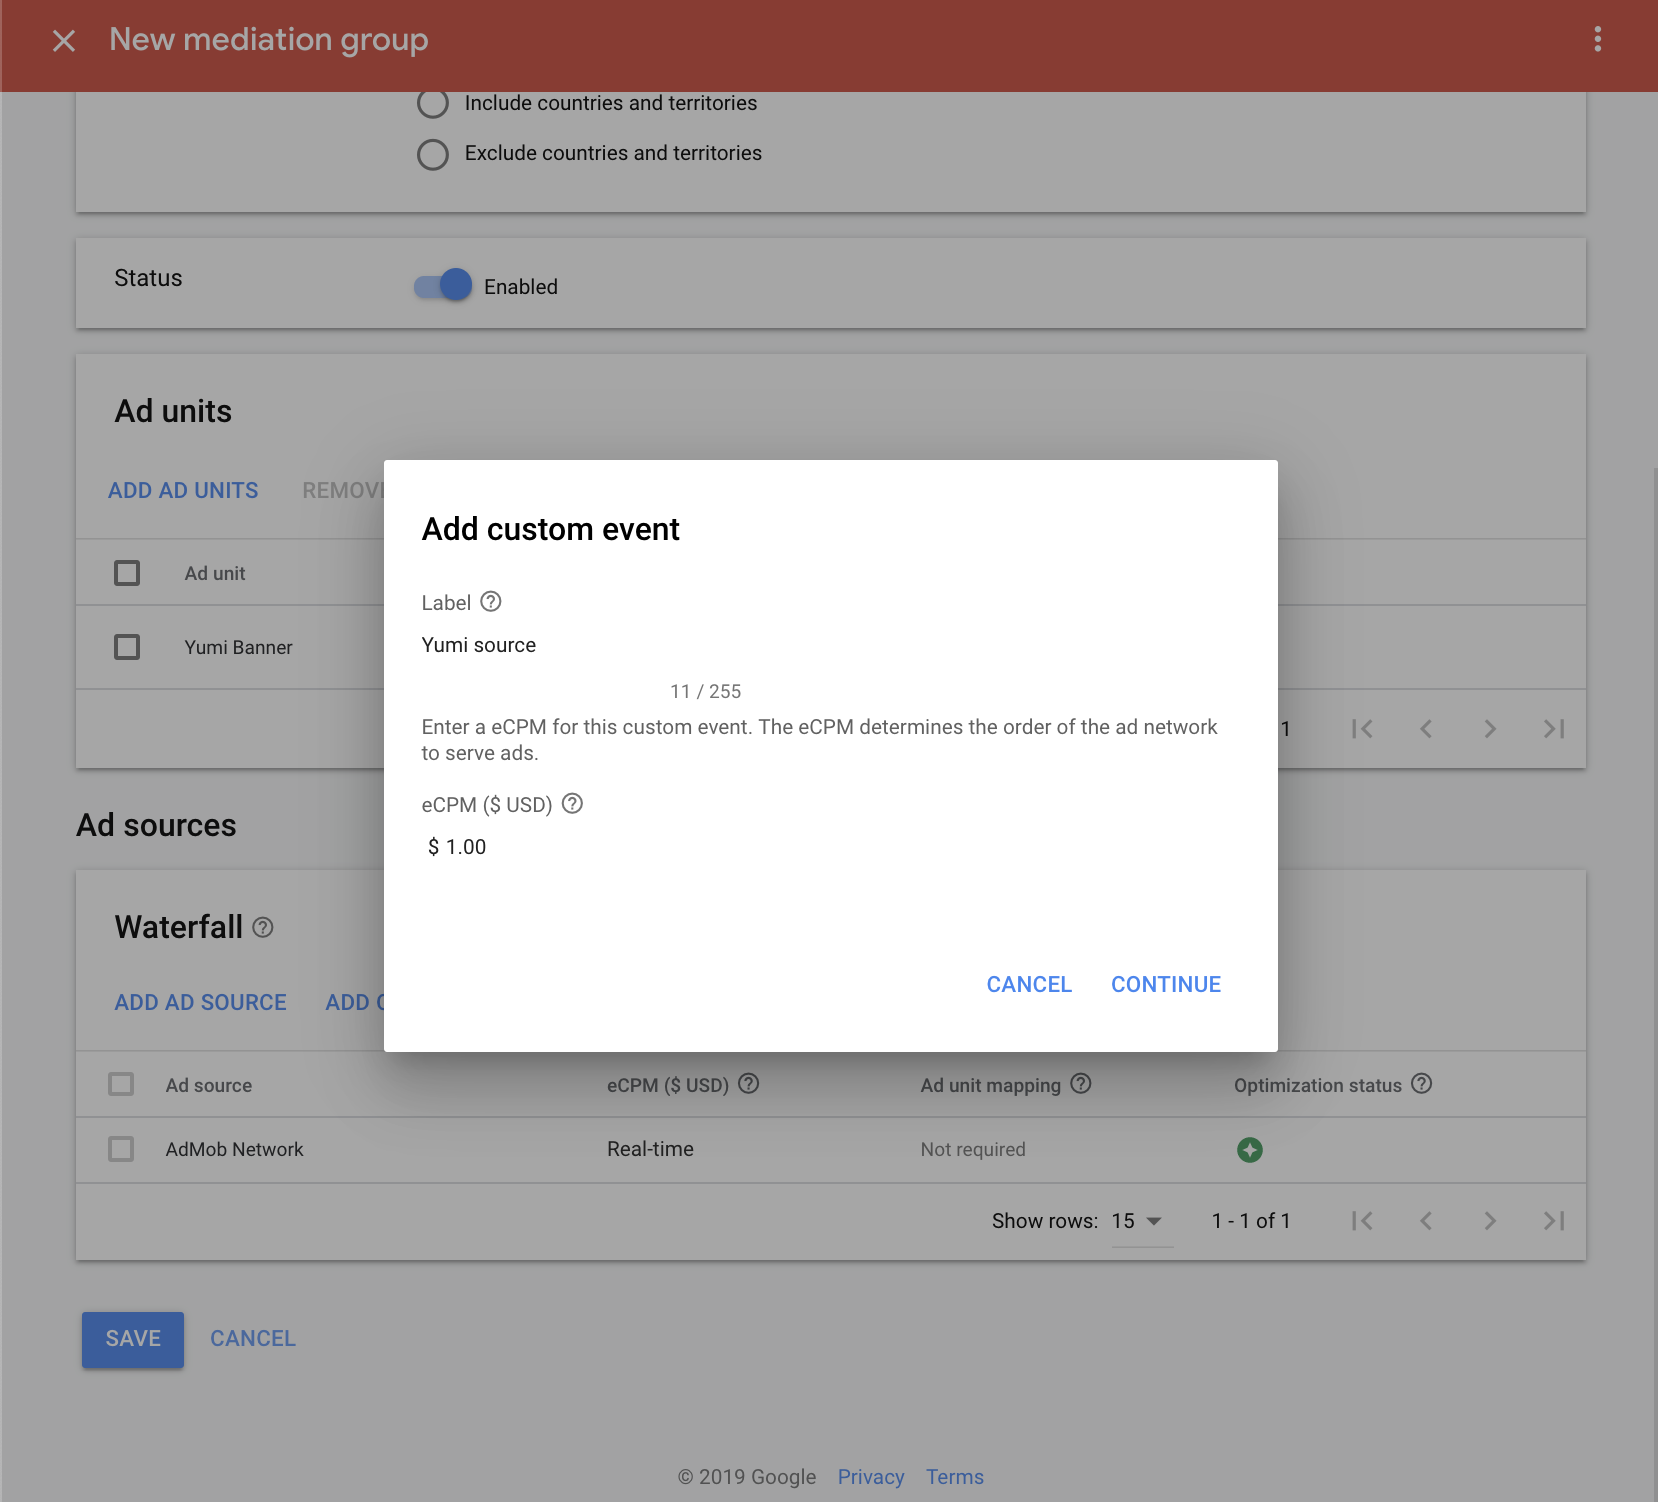 New mediation group
Include countries and territories
Exclude countries and territories
Status
Enabled
Ad units
ADD AD UNITS
Ad unit
Yumi Banner
1
Add custom event
Label
Yumi source
11 / 255
Enter a eCPM for this custom event. The eCPM determines the order of the ad network
to serve ads.
eCPM ($ USD)
$ 1.00
CANCEL CONTINUE
Ad sources
Waterfall
ADD AD SOURCE ADD
Ad source eCPM ($ USD) Ad unit mapping Optimization status
AdMob Network Real-time Not required
Show rows: 15 1 - 1 of 1
SAVE CANCEL
© 2019 Google Privacy Terms